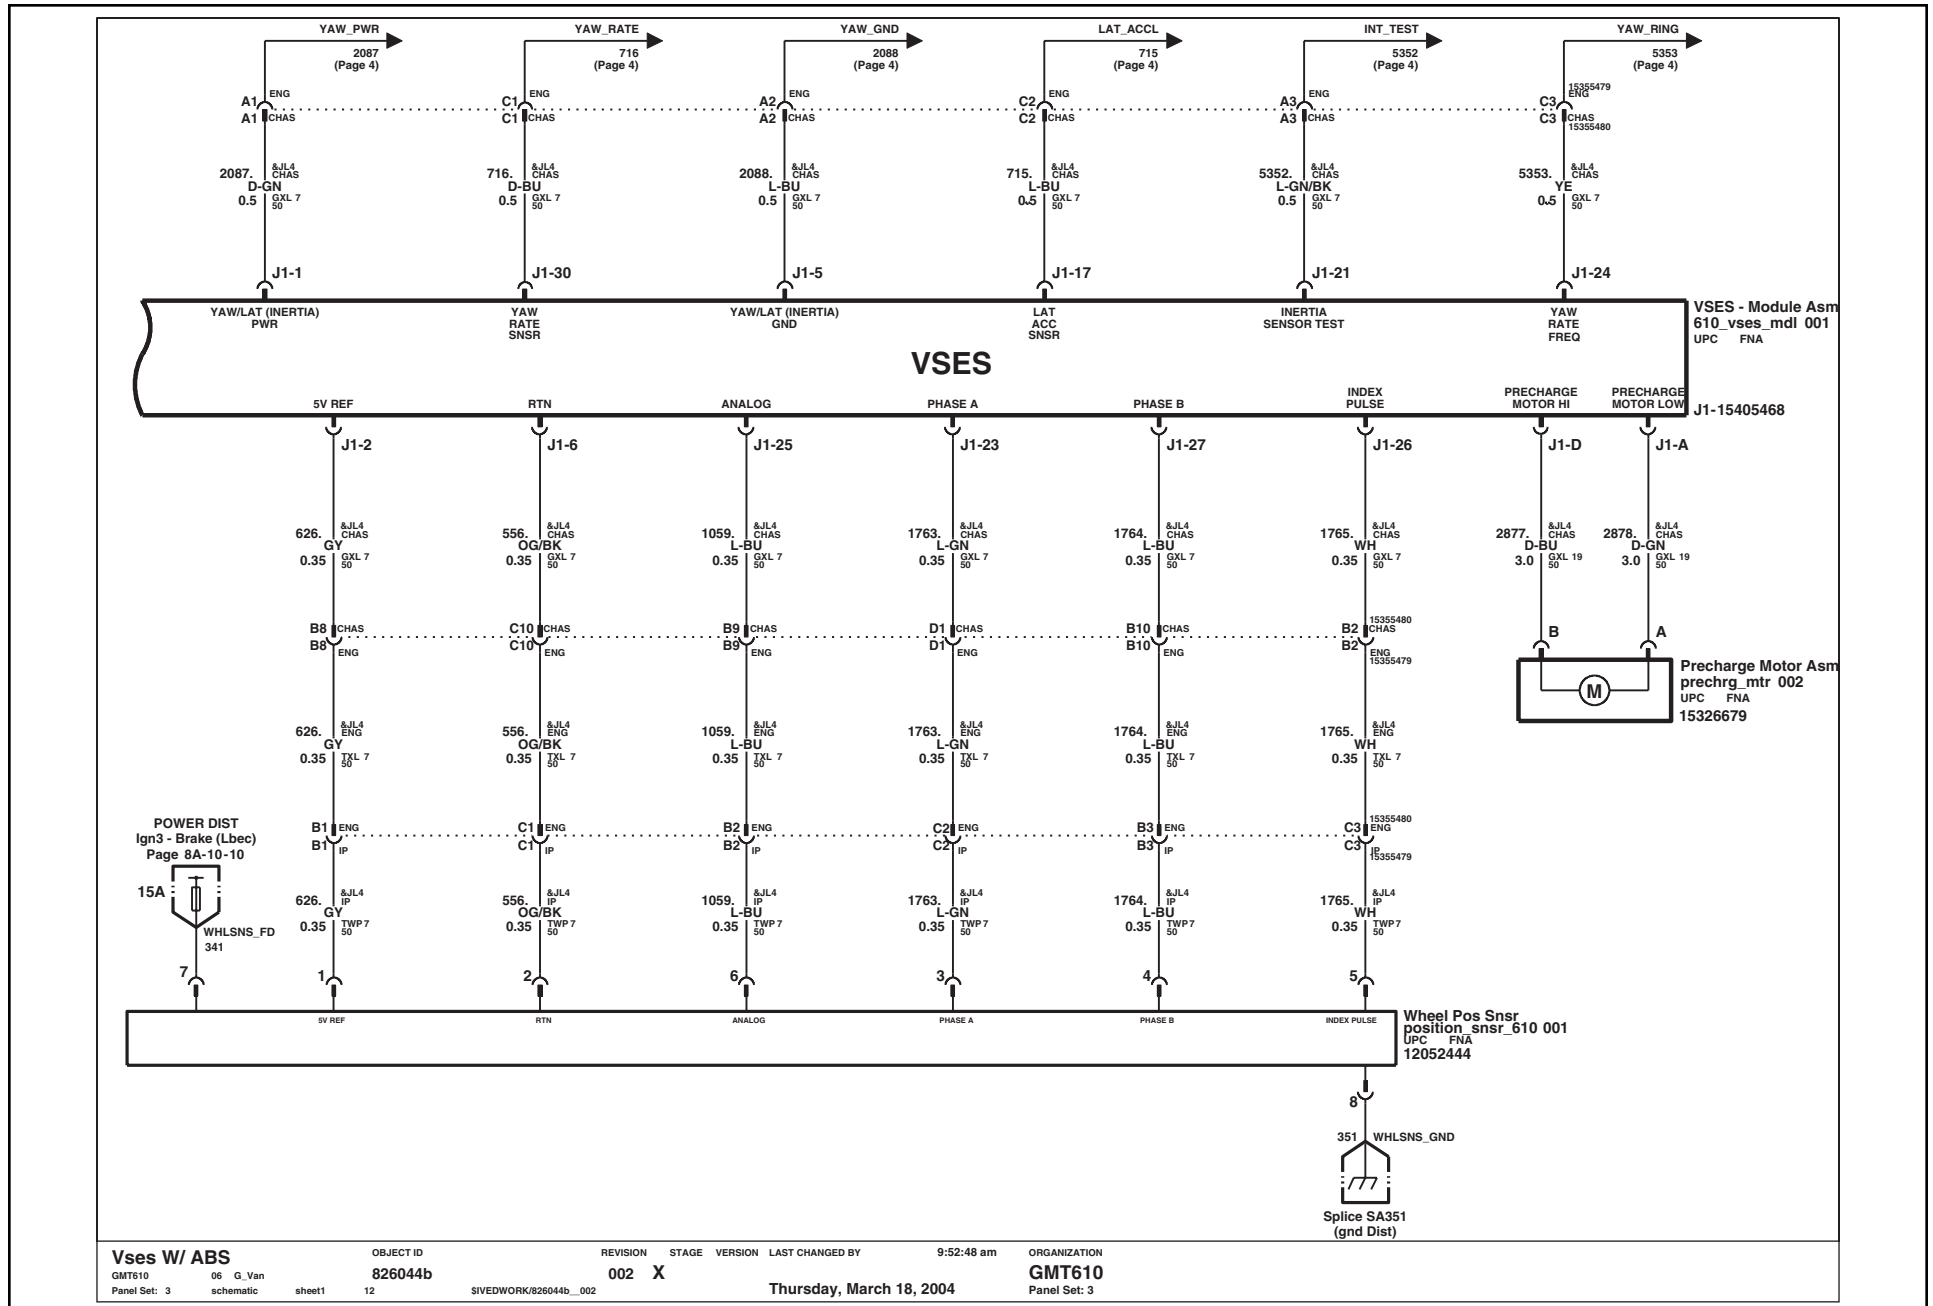 YAW_PWR
2087
(Page 4)
YAW_RATE
716
(Page 4)
YAW_GND
2088
(Page 4)
LAT_ACCL
715
(Page 4)
INT_TEST
5352
(Page 4)
YAW_RING
5353
(Page 4)
A1 ENG
A1 CHAS
C1 ENG
C1 CHAS
A2 ENG
A2 CHAS
C2 ENG
C2 CHAS
A3 ENG
A3 CHAS
15355479
C3 ENG
C3 CHAS
15355480
2087. &JL4
CHAS
D-GN
0.5 GXL 7
50
716. &JL4
CHAS
D-BU
0.5 GXL 7
50
2088. &JL4
CHAS
L-BU
0.5 GXL 7
50
715. &JL4
CHAS
L-BU
0.5 GXL 7
50
5352. &JL4
CHAS
L-GN/BK
0.5 GXL 7
50
5353. &JL4
CHAS
YE
0.5 GXL 7
50
J1-1
J1-30
J1-5
J1-17
J1-21
J1-24
YAW/LAT (INERTIA)
PWR
YAW
RATE
SNSR
YAW/LAT (INERTIA)
GND
LAT
ACC
SNSR
INERTIA
SENSOR TEST
YAW
RATE
FREQ
VSES - Module Asm
610_vses_mdl 001
UPC FNA
VSES
5V REF
RTN
ANALOG
PHASE A
PHASE B
INDEX
PULSE
PRECHARGE
MOTOR HI
PRECHARGE
MOTOR LOW
J1-15405468
J1-2
J1-6
J1-25
J1-23
J1-27
J1-26
J1-D
J1-A
626. &JL4
CHAS
GY
0.35 GXL 7
50
556. &JL4
CHAS
OG/BK
0.35 GXL 7
50
1059. &JL4
CHAS
L-BU
0.35 GXL 7
50
1763. &JL4
CHAS
L-GN
0.35 GXL 7
50
1764. &JL4
CHAS
L-BU
0.35 GXL 7
50
1765. &JL4
CHAS
WH
0.35 GXL 7
50
2877. &JL4
CHAS
D-BU
3.0 GXL 19
50
2878. &JL4
CHAS
D-GN
3.0 GXL 19
50
B8 CHAS
B8 ENG
C10 CHAS
C10 ENG
B9 CHAS
B9 ENG
D1 CHAS
D1 ENG
B10 CHAS
B10 ENG
15355480
B2 CHAS
B2 ENG
15355479
B
A
M
Precharge Motor Asm
prechrg_mtr 002
UPC FNA
15326679
626. &JL4
ENG
GY
0.35 TXL 7
50
556. &JL4
ENG
OG/BK
0.35 TXL 7
50
1059. &JL4
ENG
L-BU
0.35 TXL 7
50
1763. &JL4
ENG
L-GN
0.35 TXL 7
50
1764. &JL4
ENG
L-BU
0.35 TXL 7
50
1765. &JL4
ENG
WH
0.35 TXL 7
50
POWER DIST
Ign3 - Brake (Lbec)
Page 8A-10-10
15A
WHLSNS_FD
341
B1 ENG
B1 IP
C1 ENG
C1 IP
B2 ENG
B2 IP
C2 ENG
C2 IP
B3 ENG
B3 IP
15355480
C3 ENG
C3 IP
15355479
626. &JL4
IP
GY
0.35 TWP 7
50
556. &JL4
IP
OG/BK
0.35 TWP 7
50
1059. &JL4
IP
L-BU
0.35 TWP 7
50
1763. &JL4
IP
L-GN
0.35 TWP 7
50
1764. &JL4
IP
L-BU
0.35 TWP 7
50
1765. &JL4
IP
WH
0.35 TWP 7
50
7
1
2
6
3
4
5
5V REF
RTN
ANALOG
PHASE A
PHASE B
INDEX PULSE
Wheel Pos Snsr
position_snsr_610 001
UPC FNA
12052444
8
351 WHLSNS_GND
Splice SA351
(gnd Dist)
Vses W/ ABS
GMT610 06 G_Van
Panel Set: 3 schematic sheet1 12
OBJECT ID
826044b
$IVEDWORK/826044b__002
REVISION STAGE VERSION LAST CHANGED BY 9:52:48 am
002 X
Thursday, March 18, 2004
ORGANIZATION
GMT610
Panel Set: 3